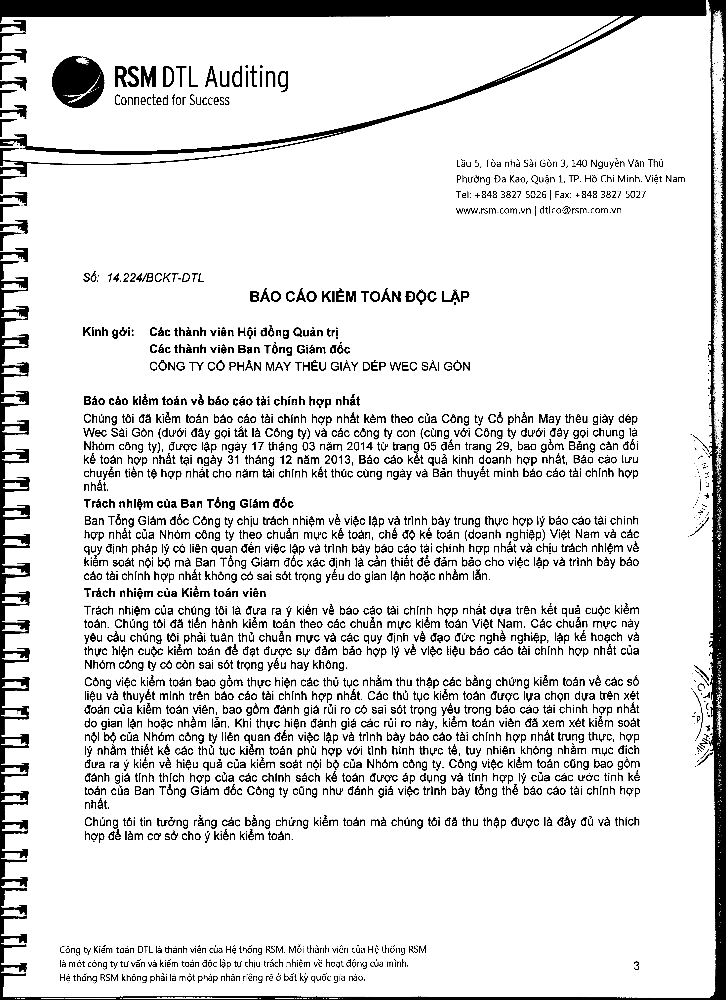 RSM DTL Auditing
Connected for Success
Lầu 5, Tòa nhà Sài Gòn 3, 140 Nguyễn Văn Thủ
Phường Đa Kao, Quận 1, TP. Hồ Chí Minh, Việt Nam
Tel: +848 3827 5026 | Fax: +848 3827 5027
www.rsm.com.vn | dtlco@rsm.com.vn
Số: 14.224/BCKT-DTL
BÁO CÁO KIỂM TOÁN ĐỘC LẬP
Kính gởi: Các thành viên Hội đồng Quản trị
Các thành viên Ban Tổng Giám đốc
CÔNG TY CỔ PHẦN MAY THÊU GIÀY DÉP WEC SÀI GÒN
Báo cáo kiểm toán về báo cáo tài chính hợp nhất
Chúng tôi đã kiểm toán báo cáo tài chính hợp nhất kèm theo của Công ty Cổ phần May thêu giày dép
Wec Sài Gòn (dưới đây gọi tắt là Công ty) và các công ty con (cùng với Công ty dưới đây gọi chung là
Nhóm công ty), được lập ngày 17 tháng 03 năm 2014 từ trang 05 đến trang 29, bao gồm Bảng cân đối
kế toán hợp nhất tại ngày 31 tháng 12 năm 2013, Báo cáo kết quả kinh doanh hợp nhất, Báo cáo lưu
chuyển tiền tệ hợp nhất cho năm tài chính kết thúc cùng ngày và Bản thuyết minh báo cáo tài chính hợp
nhất.
Trách nhiệm của Ban Tổng Giám đốc
Ban Tổng Giám đốc Công ty chịu trách nhiệm về việc lập và trình bày trung thực hợp lý báo cáo tài chính
hợp nhất của Nhóm công ty theo chuẩn mực kế toán, chế độ kế toán (doanh nghiệp) Việt Nam và các
quy định pháp lý có liên quan đến việc lập và trình bày báo cáo tài chính hợp nhất và chịu trách nhiệm về
kiểm soát nội bộ mà Ban Tổng Giám đốc xác định là cần thiết để đảm bảo cho việc lập và trình bày báo
cáo tài chính hợp nhất không có sai sót trọng yếu do gian lận hoặc nhầm lẫn.
Trách nhiệm của Kiểm toán viên
Trách nhiệm của chúng tôi là đưa ra ý kiến về báo cáo tài chính hợp nhất dựa trên kết quả cuộc kiểm
toán. Chúng tôi đã tiến hành kiểm toán theo các chuẩn mực kiểm toán Việt Nam. Các chuẩn mực này
yêu cầu chúng tôi phải tuân thủ chuẩn mực và các quy định về đạo đức nghề nghiệp, lập kế hoạch và
thực hiện cuộc kiểm toán để đạt được sự đảm bảo hợp lý về việc liệu báo cáo tài chính hợp nhất của
Nhóm công ty có còn sai sót trọng yếu hay không.
Công việc kiểm toán bao gồm thực hiện các thủ tục nhằm thu thập các bằng chứng kiểm toán về các số
liệu và thuyết minh trên báo cáo tài chính hợp nhất. Các thủ tục kiểm toán được lựa chọn dựa trên xét
đoán của kiểm toán viên, bao gồm đánh giá rủi ro có sai sót trọng yếu trong báo cáo tài chính hợp nhất
do gian lận hoặc nhầm lẫn. Khi thực hiện đánh giá các rủi ro này, kiểm toán viên đã xem xét kiểm soát
nội bộ của Nhóm công ty liên quan đến việc lập và trình bày báo cáo tài chính hợp nhất trung thực, hợp
lý nhằm thiết kế các thủ tục kiểm toán phù hợp với tình hình thực tế, tuy nhiên không nhằm mục đích
đưa ra ý kiến về hiệu quả của kiểm soát nội bộ của Nhóm công ty. Công việc kiểm toán cũng bao gồm
đánh giá tính thích hợp của các chính sách kế toán được áp dụng và tính hợp lý của các ước tính kế
toán của Ban Tổng Giám đốc Công ty cũng như đánh giá việc trình bày tổng thể báo cáo tài chính hợp
nhất.
Chúng tôi tin tưởng rằng các bằng chứng kiểm toán mà chúng tôi đã thu thập được là đầy đủ và thích
hợp để làm cơ sở cho ý kiến kiểm toán.
Công ty Kiểm toán DTL là thành viên của Hệ thống RSM. Mỗi thành viên của Hệ thống RSM
là một công ty tư vấn và kiểm toán độc lập tự chịu trách nhiệm về hoạt động của mình.
Hệ thống RSM không phải là một pháp nhân riêng rẽ ở bất kỳ quốc gia nào.
3